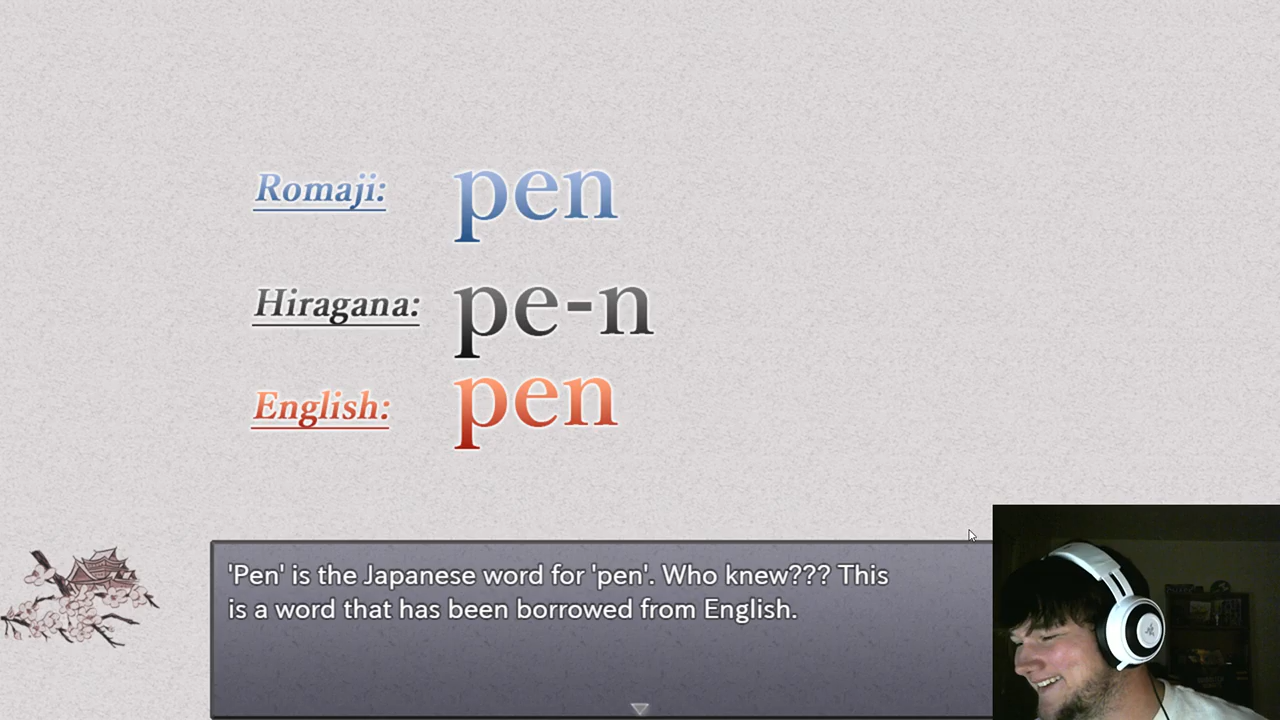 Romaji: pen
Hiragana: pe-n
English: pen
'Pen' is the Japanese word for 'pen'. Who knew??? This
is a word that has been borrowed from English.